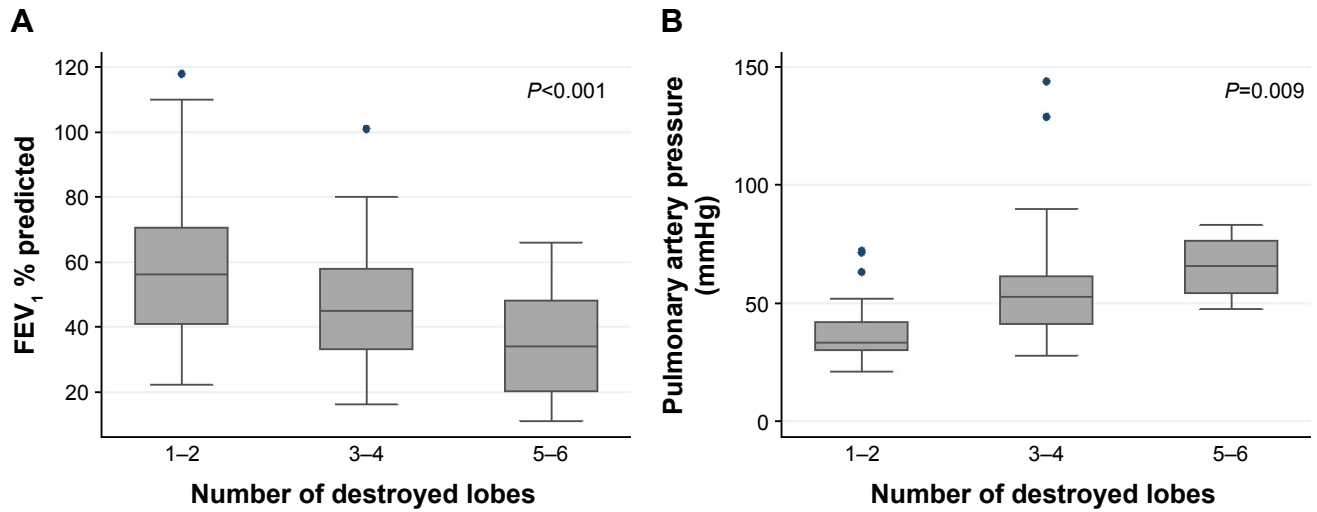 A
FEV1 % predicted
120
100
80
60
40
20
P<0.001
1–2
3–4
5–6
Number of destroyed lobes
B
Pulmonary artery pressure
(mmHg)
150
100
50
0
P=0.009
1–2
3–4
5–6
Number of destroyed lobes